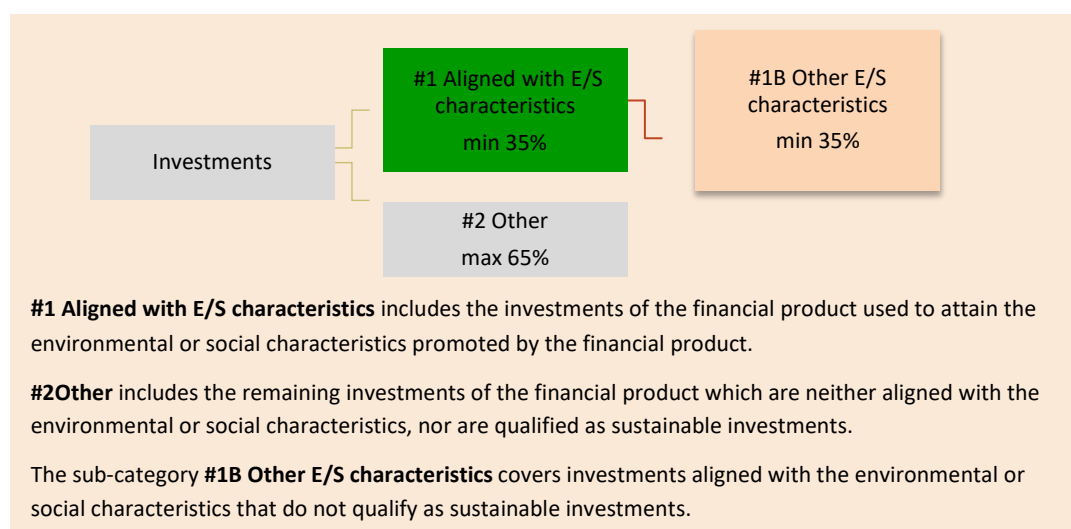 Investments
#1 Aligned with E/S
characteristics
min 35%
#1B Other E/S
characteristics
min 35%
#2 Other
max 65%
#1 Aligned with E/S characteristics includes the investments of the financial product used to attain the
environmental or social characteristics promoted by the financial product.
#2Other includes the remaining investments of the financial product which are neither aligned with the
environmental or social characteristics, nor are qualified as sustainable investments.
The sub-category #1B Other E/S characteristics covers investments aligned with the environmental or
social characteristics that do not qualify as sustainable investments.